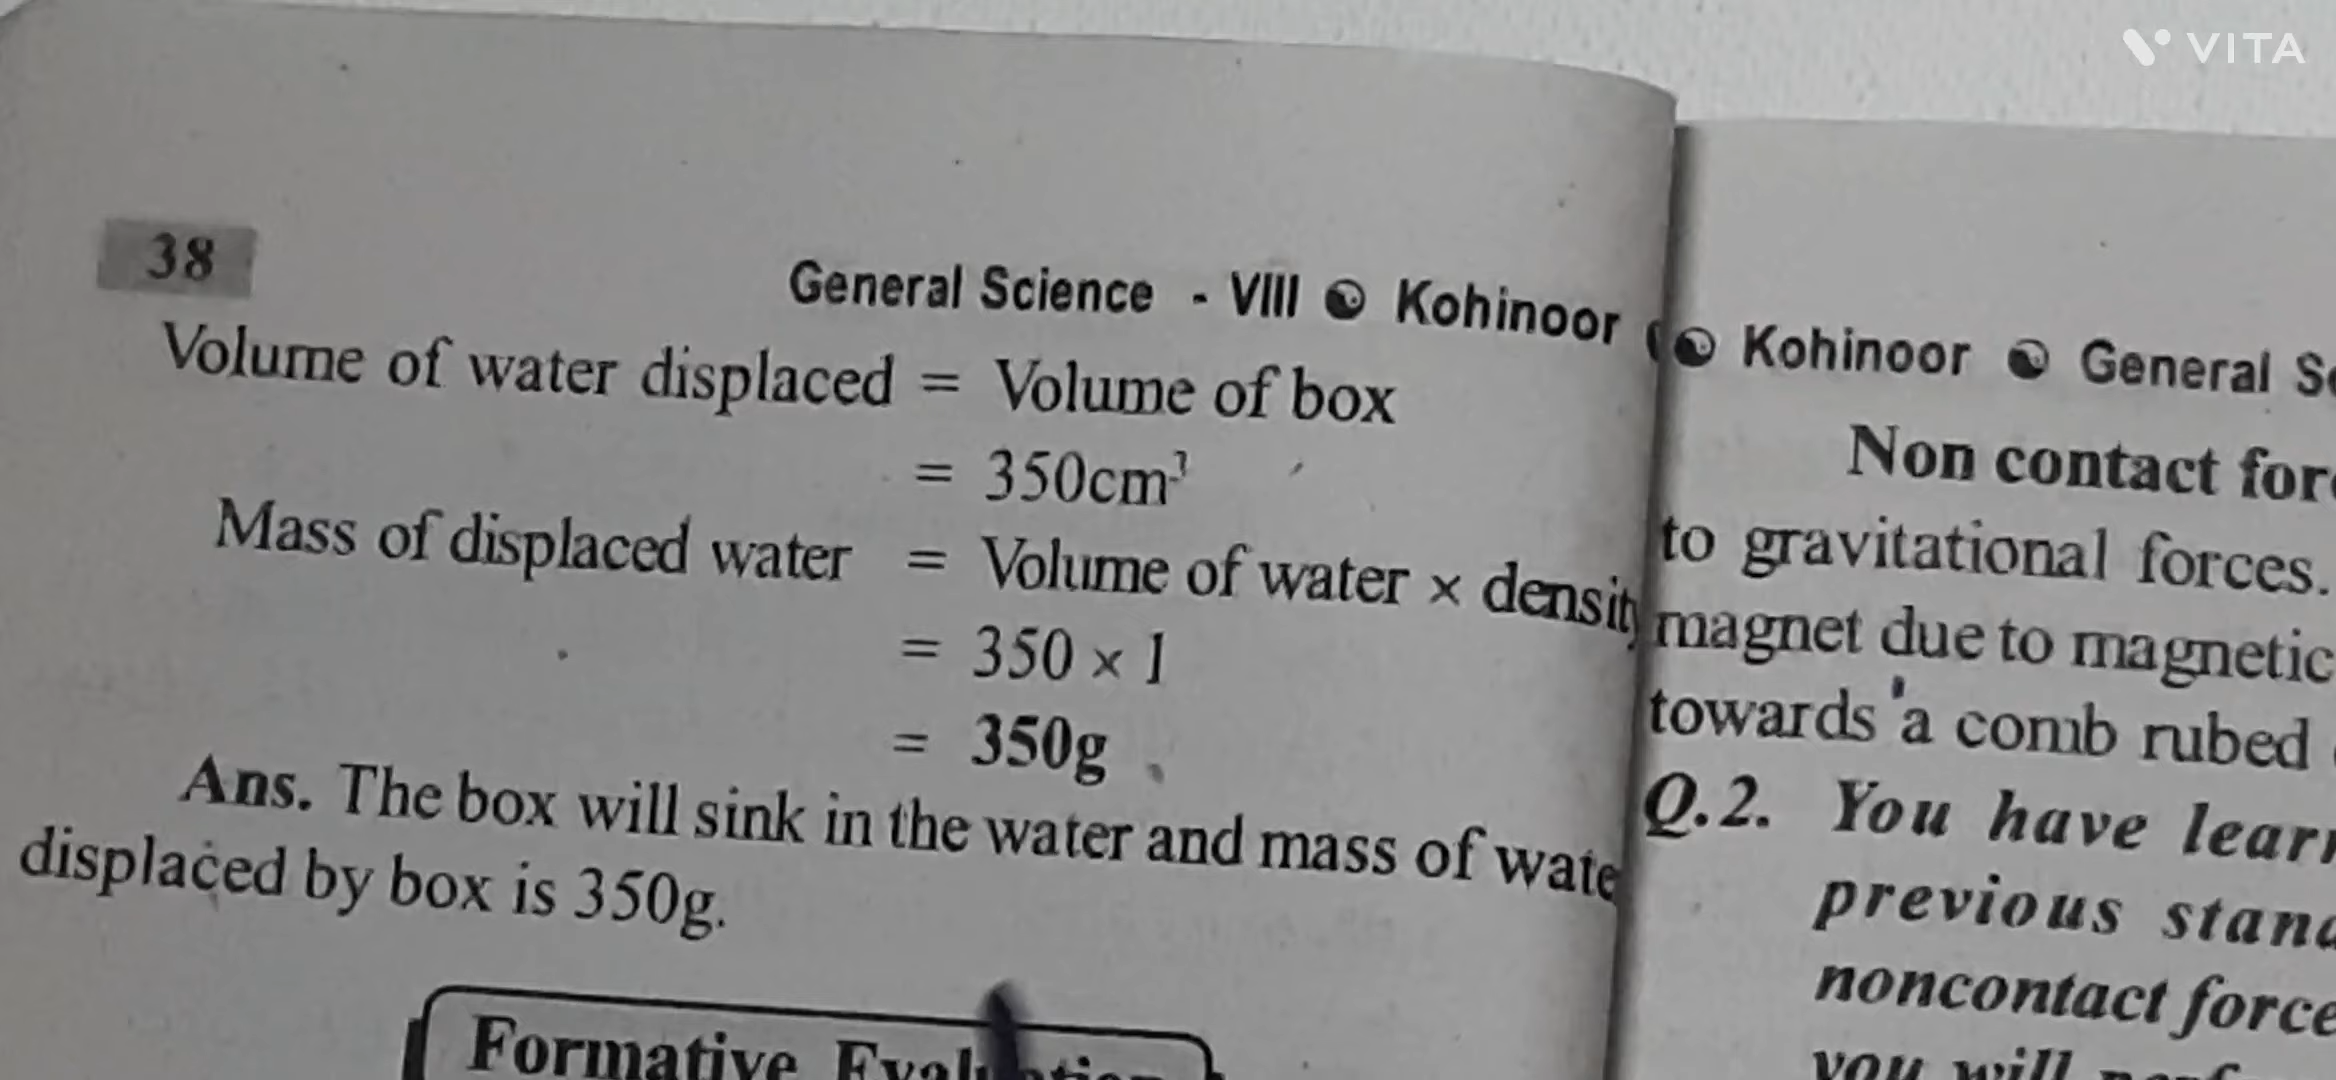 VITA
38
General Science - VIII Kohinoor
Volume of water displaced = Volume of box
= 350cm³
Mass of displaced water = Volume of water × density
= 350 × 1
= 350g
Ans. The box will sink in the water and mass of wate
displaced by box is 350g.
Formative
Kohinoor General
Non contact
to gravitational forces.
magnet due to magnetic
towards a comb rubed
Q.2. You have
previous
noncontact force
you will